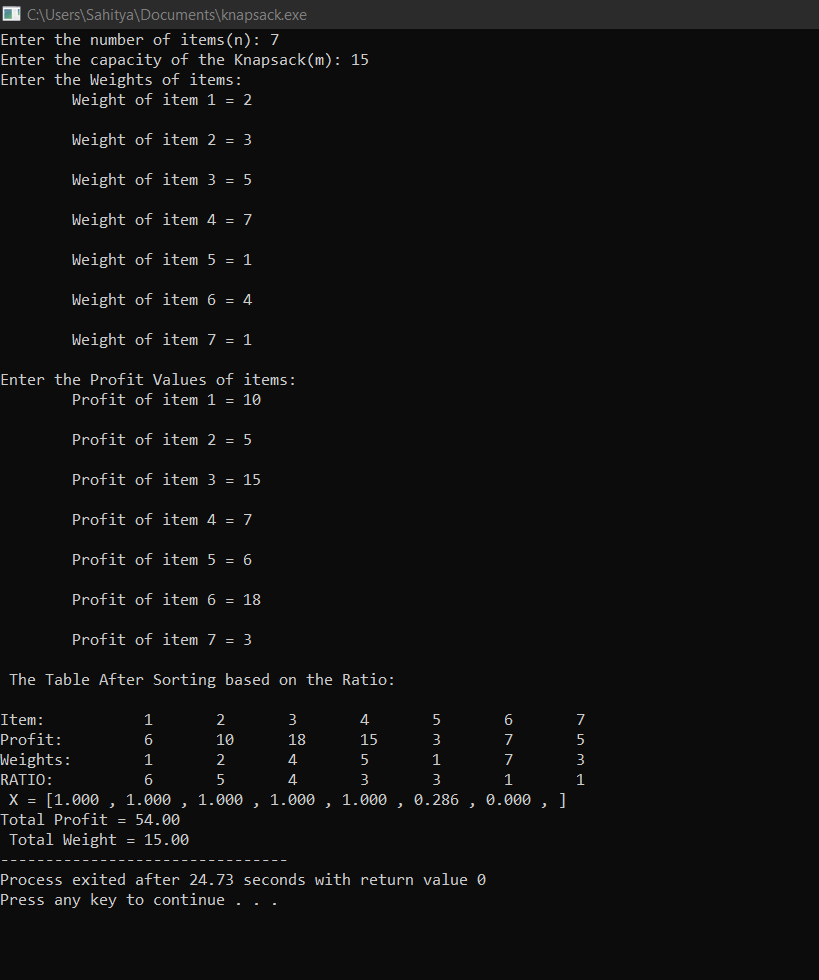 C:\Users\Sahitya\Documents\knapsack.exe
Enter the number of items(n): 7
Enter the capacity of the Knapsack(m): 15
Enter the Weights of items:
Weight of item 1 = 2
Weight of item 2 = 3
Weight of item 3 = 5
Weight of item 4 = 7
Weight of item 5 = 1
Weight of item 6 = 4
Weight of item 7 = 1
Enter the Profit Values of items:
Profit of item 1 = 10
Profit of item 2 = 5
Profit of item 3 = 15
Profit of item 4 = 7
Profit of item 5 = 6
Profit of item 6 = 18
Profit of item 7 = 3
The Table After Sorting based on the Ratio:
Item: 1 2 3 4 5 6 7
Profit: 6 10 18 15 3 7 5
Weights: 1 2 4 5 1 7 3
RATIO: 6 5 4 3 3 1 1
X = [1.000 , 1.000 , 1.000 , 1.000 , 1.000 , 0.286 , 0.000 , ]
Total Profit = 54.00
Total Weight = 15.00
--------------------------------
Process exited after 24.73 seconds with return value 0
Press any key to continue . . .